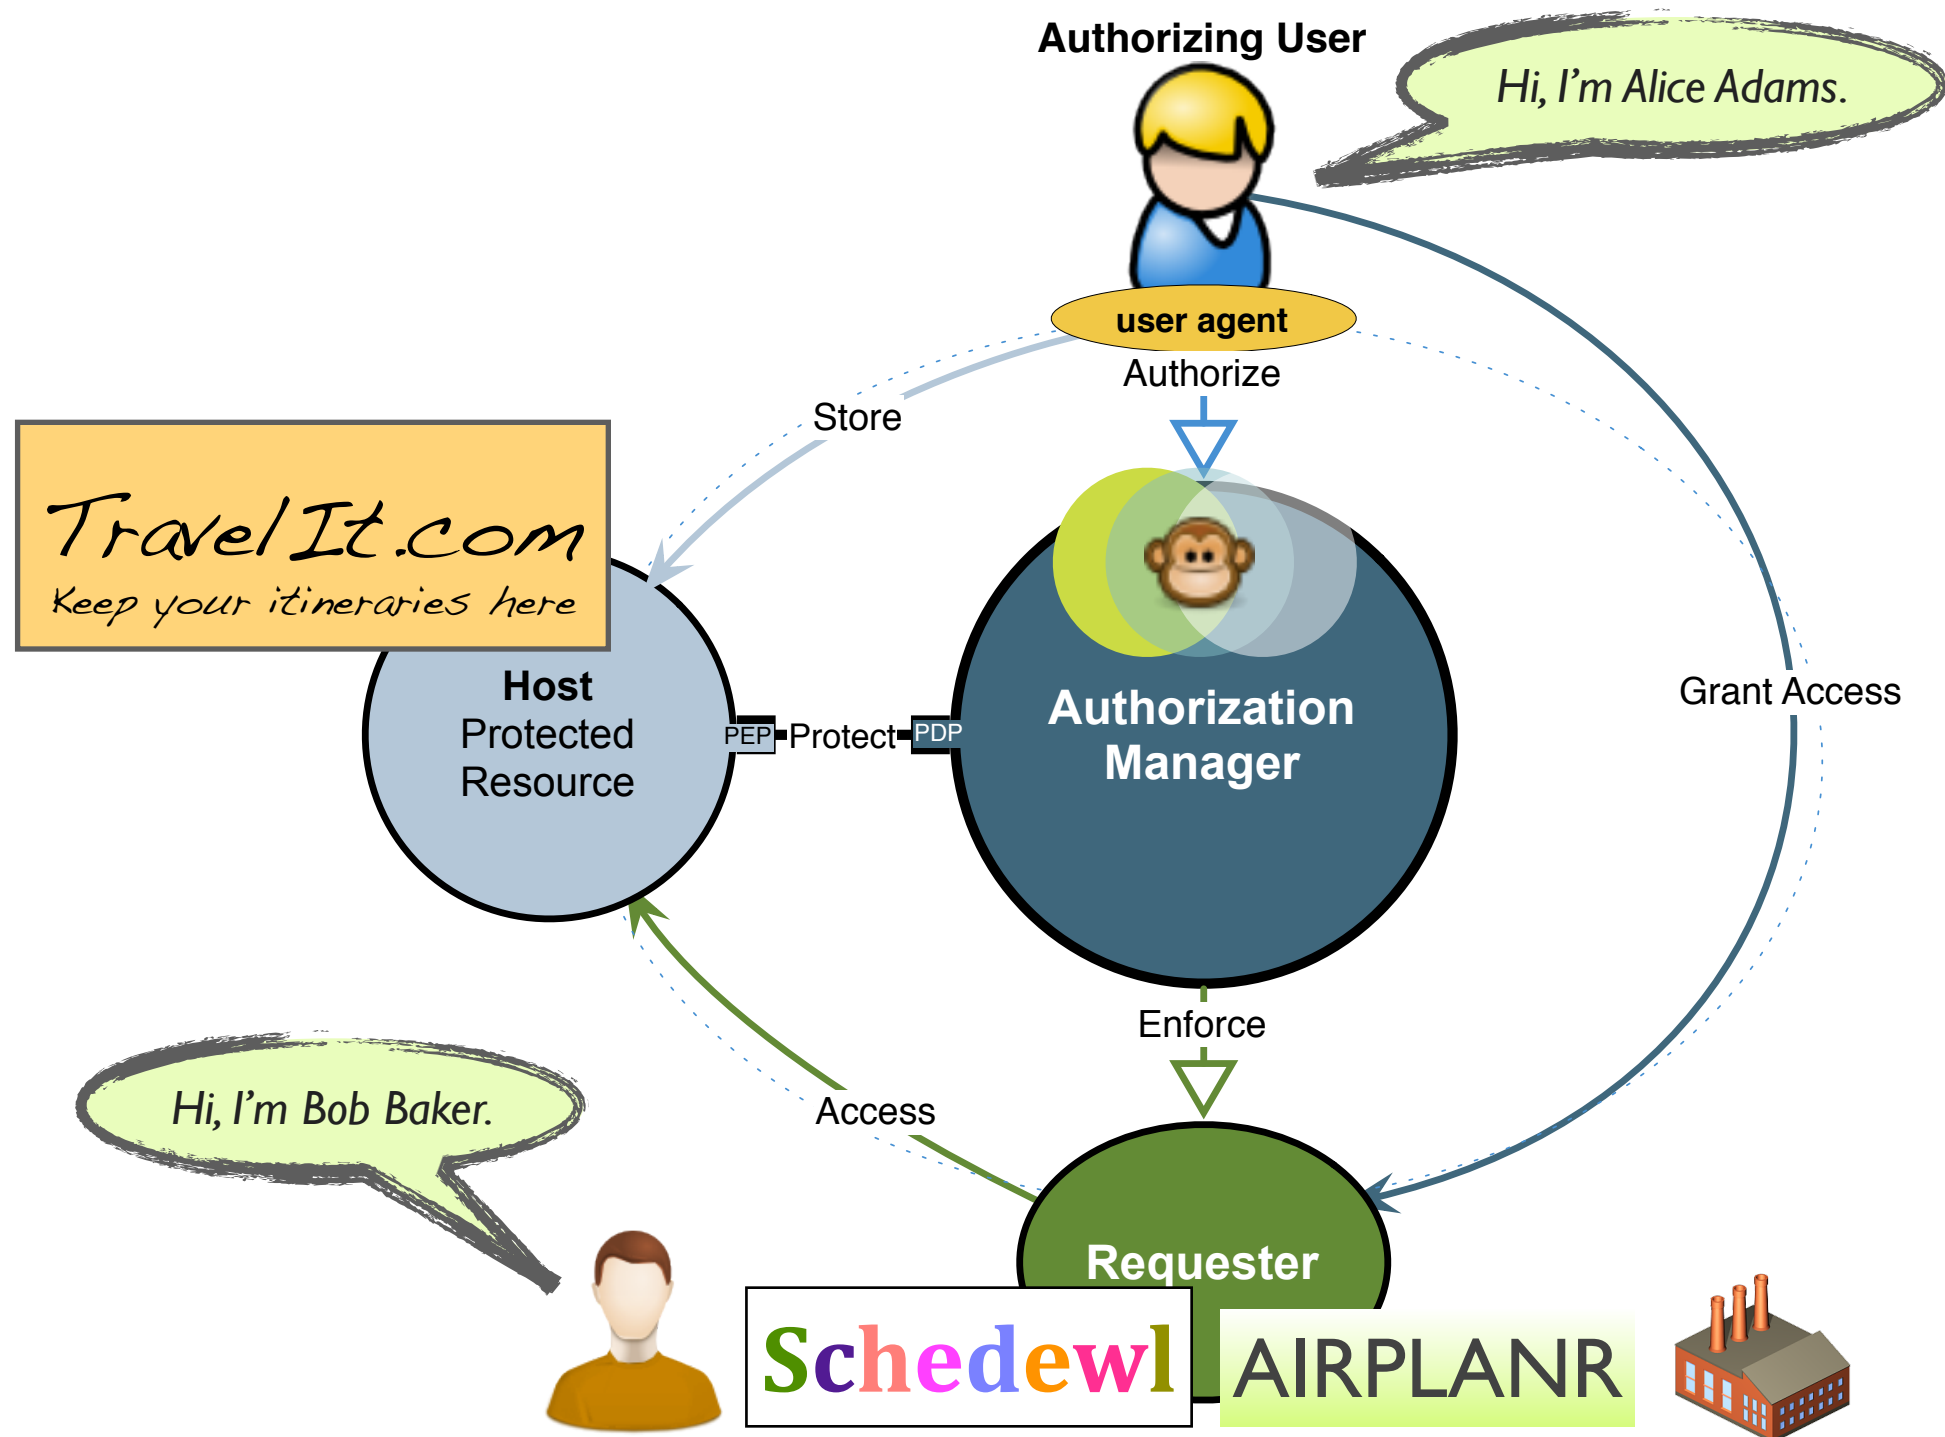 Authorizing User
Hi, I'm Alice Adams.
user agent
Authorize
Store
TravelIt.com
Keep your itineraries here
Host
Protected
Resource
PEP
Protect
PDP
Authorization
Manager
Grant Access
Enforce
Hi, I'm Bob Baker.
Access
Requester
Schedewl
AIRPLANR